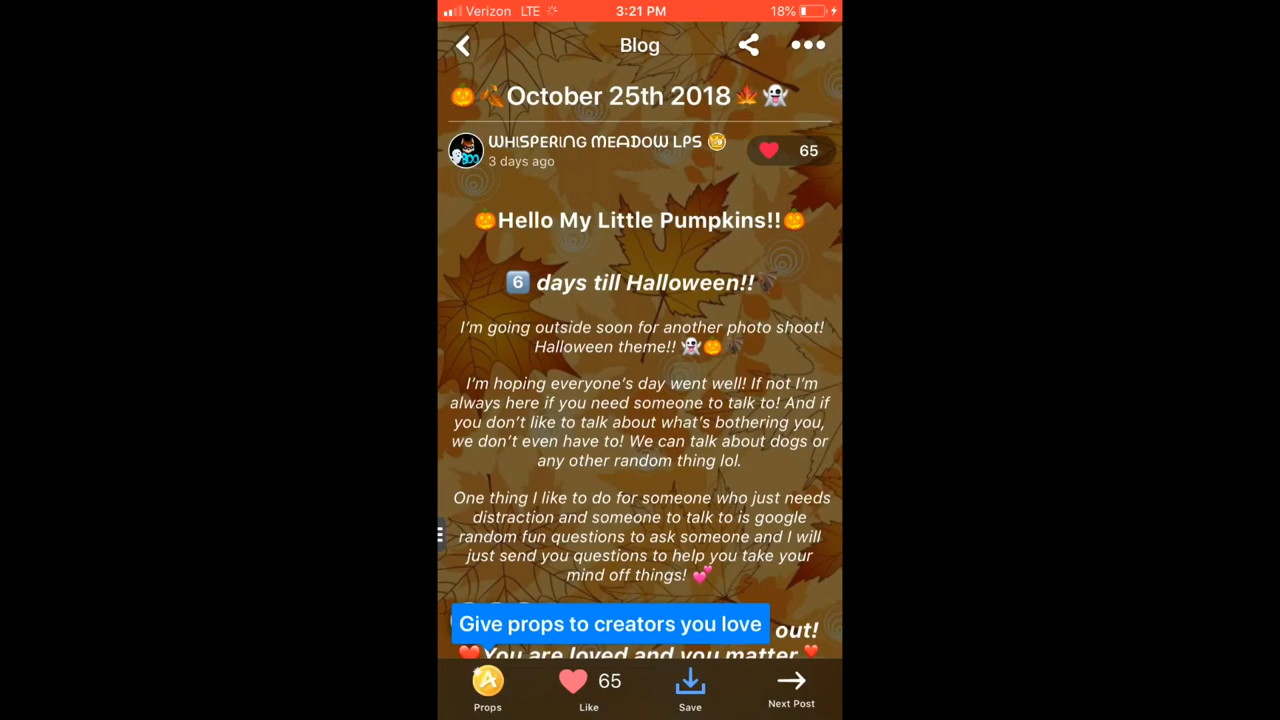 Verizon LTE 3:21 PM 18%
Blog
🎃🍂October 25th 2018🍁👻
ᏔHISPERING MEADOW LPS
3 days ago
65
🎃Hello My Little Pumpkins!!🎃
6️⃣ days till Halloween!!🕷
I'm going outside soon for another photo shoot!
Halloween theme!! 👻🎃🕷
I'm hoping everyone's day went well! If not I'm
always here if you need someone to talk to! And if
you don't like to talk about what's bothering you,
we don't even have to! We can talk about dogs or
any other random thing lol.
One thing I like to do for someone who just needs
distraction and someone to talk to is google
random fun questions to ask someone and I will
just send you questions to help you take your
mind off things! 💕
Give props to creators you love
out!
❤️You are loved and you matter ❤️
65
Props Like Save Next Post